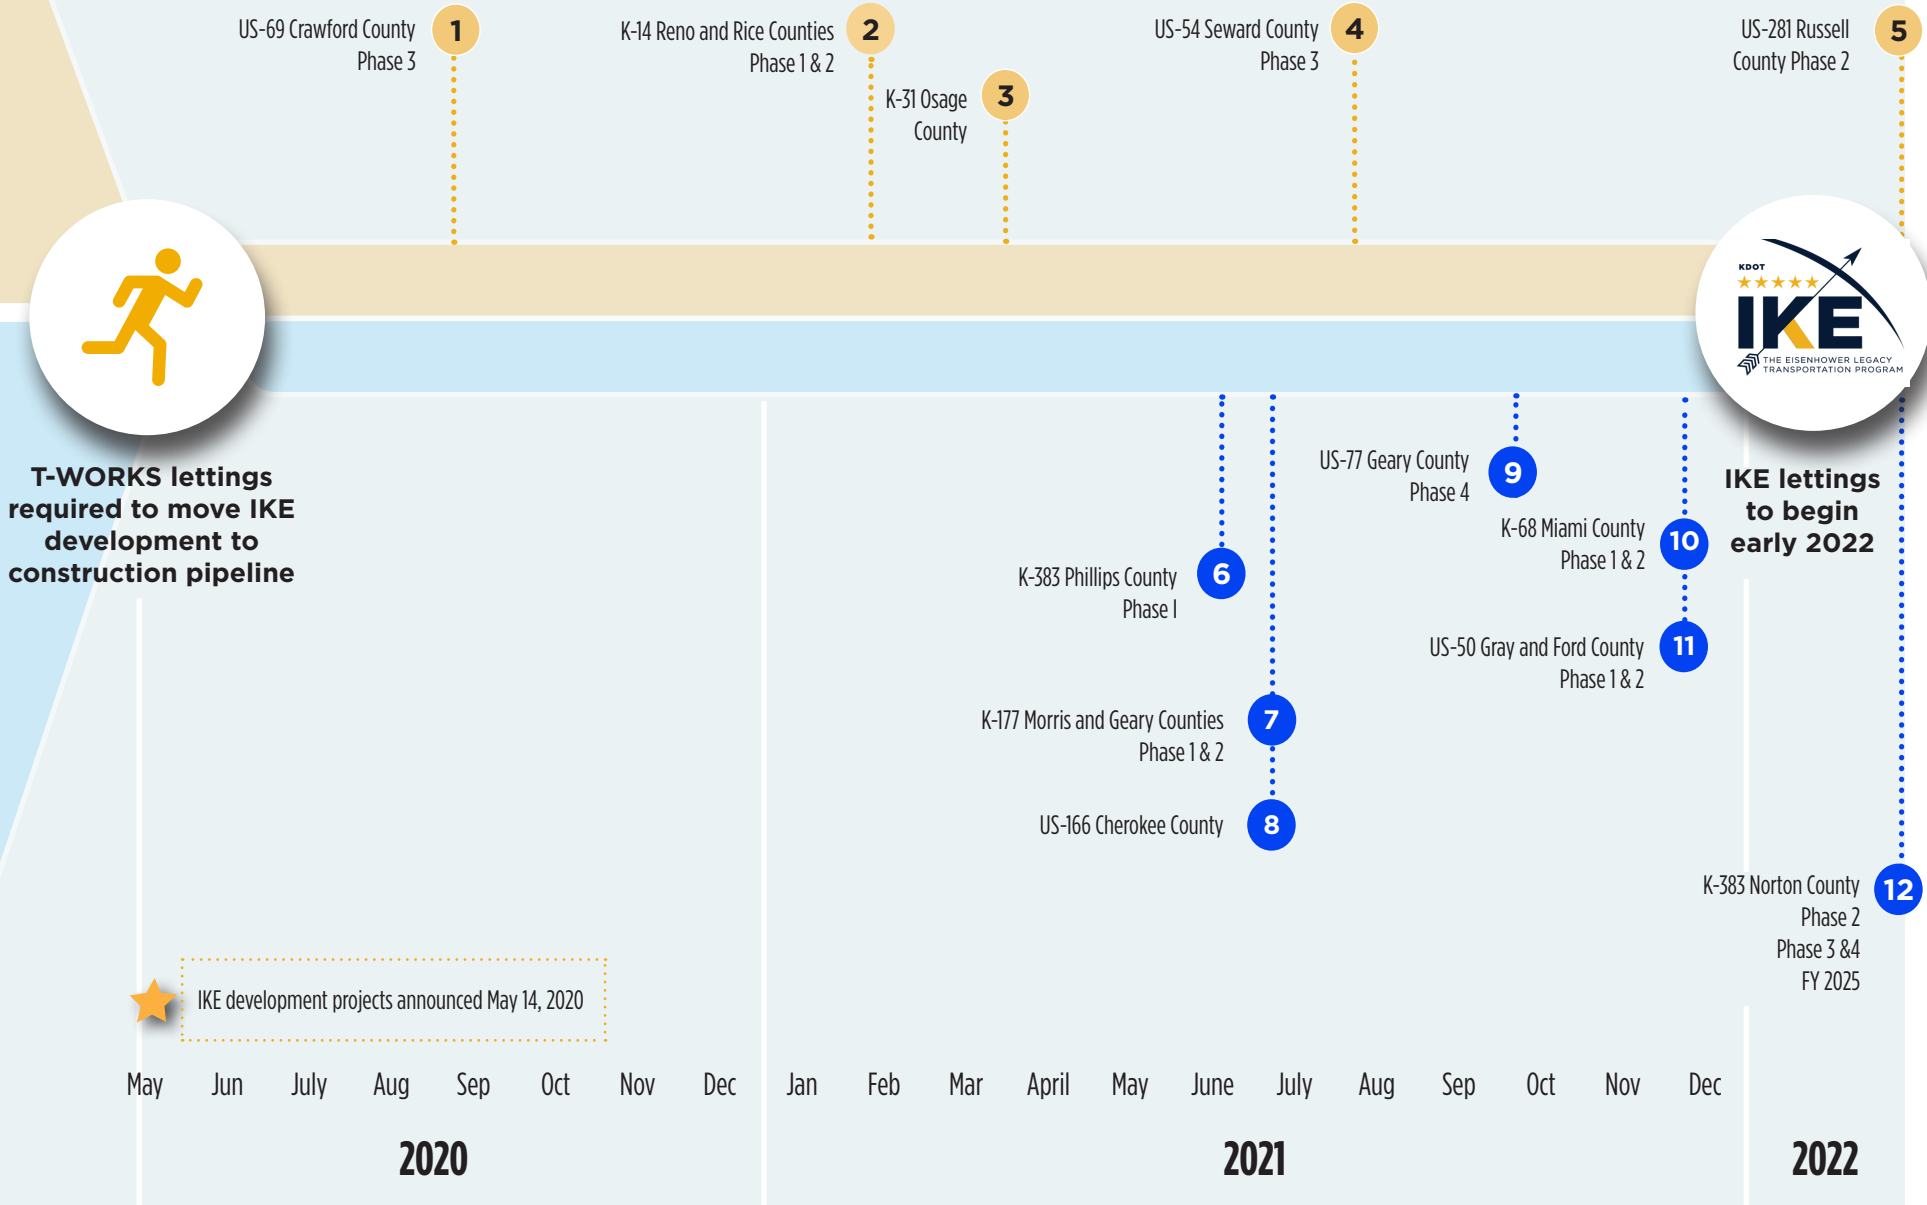 US-69 Crawford County
Phase 3
1
K-14 Reno and Rice Counties
Phase 1 & 2
2
K-31 Osage
County
3
US-54 Seward County
Phase 3
4
US-281 Russell
County Phase 2
5
KDOT
IKE
THE EISENHOWER LEGACY
TRANSPORTATION PROGRAM
T-WORKS lettings
required to move IKE
development to
construction pipeline
IKE lettings
to begin
early 2022
K-383 Phillips County
Phase I
6
K-177 Morris and Geary Counties
Phase 1 & 2
7
US-166 Cherokee County
8
US-77 Geary County
Phase 4
9
K-68 Miami County
Phase 1 & 2
10
US-50 Gray and Ford County
Phase 1 & 2
11
K-383 Norton County
Phase 2
Phase 3 &4
FY 2025
12
IKE development projects announced May 14, 2020
May Jun July Aug Sep Oct Nov Dec Jan Feb Mar April May June July Aug Sep Oct Nov Dec
2020 2021 2022